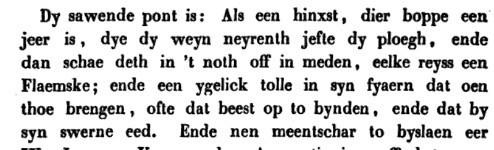 Dy sawende pont is: Als een hinxst, dier boppe een
jeer is, dye dy weyn neyrenth jefte dy ploegh, ende
dan schae deth in 't noth off in meden, eelke reyss een
Flaemske; ende een ygelick tolle in syn fyaern dat oen
thoe brengen, ofte dat beest op to bynden, ende dat by
syn swerne eed. Ende nen meentschar to byslaen eer